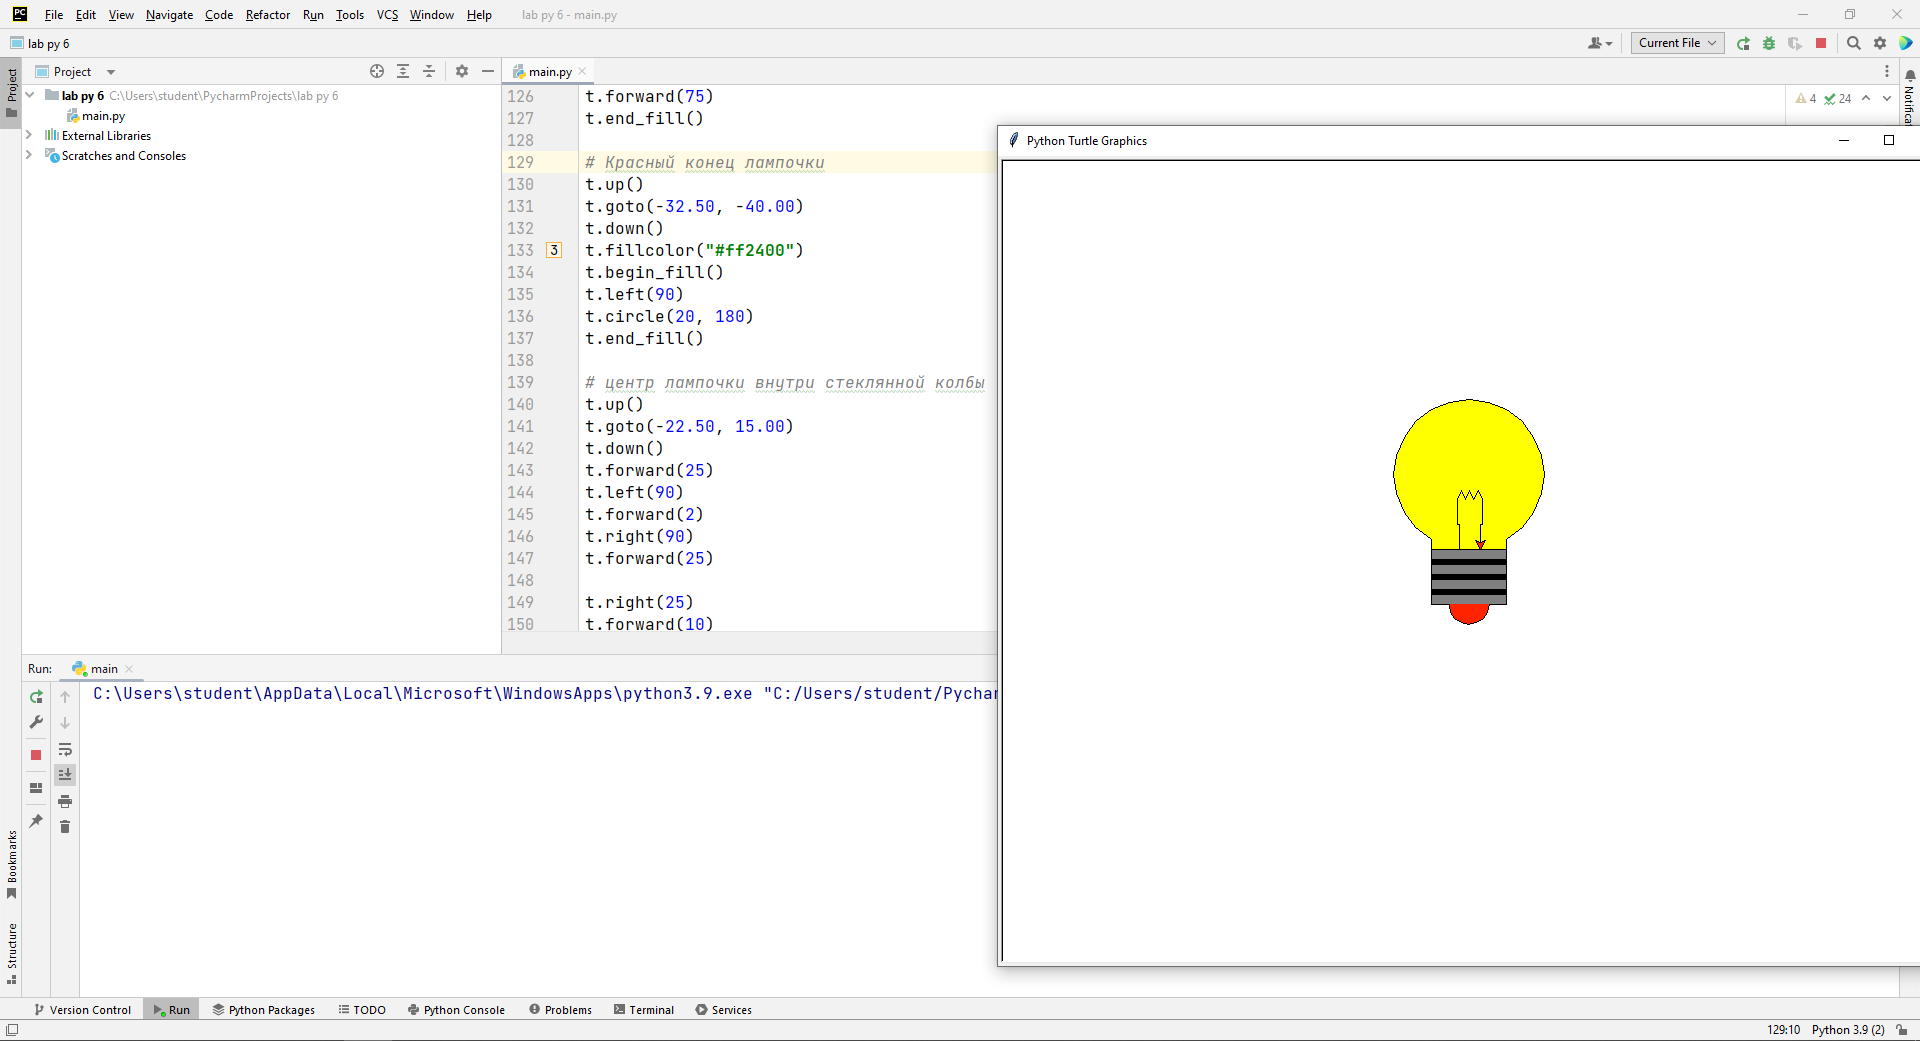 PC File Edit View Navigate Code Refactor Run Tools VCS Window Help lab py 6 - main.py
lab py 6
Current File
Project
Project
main.py
lab py 6 C:\Users\student\PycharmProjects\lab py 6
main.py
External Libraries
Scratches and Consoles
126 t.forward(75)
127 t.end_fill()
128
129 # Красный конец лампочки
130 t.up()
131 t.goto(-32.50, -40.00)
132 t.down()
133 3 t.fillcolor("#ff2400")
134 t.begin_fill()
135 t.left(90)
136 t.circle(20, 180)
137 t.end_fill()
138
139 # центр лампочки внутри стеклянной колбы
140 t.up()
141 t.goto(-22.50, 15.00)
142 t.down()
143 t.forward(25)
144 t.left(90)
145 t.forward(2)
146 t.right(90)
147 t.forward(25)
148
149 t.right(25)
150 t.forward(10)
4 24
Notificat
Python Turtle Graphics
Run: main
C:\Users\student\AppData\Local\Microsoft\WindowsApps\python3.9.exe "C:/Users/student/Pychar
Bookmarks
Structure
Version Control Run Python Packages TODO Python Console Problems Terminal Services
129:10 Python 3.9 (2)